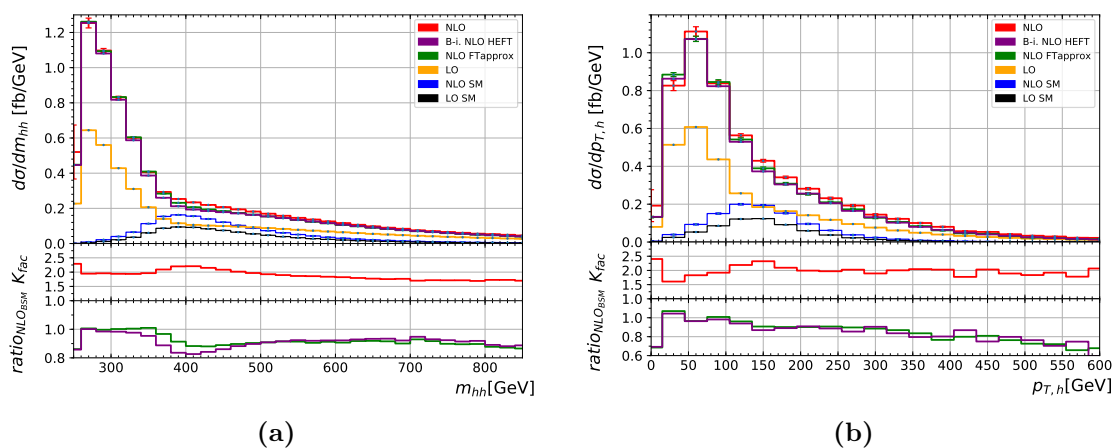 dσ/dm_hh [fb/GeV]
1.2
1.0
0.8
0.6
0.4
0.2
0.0
NLO
B-i. NLO HEFT
NLO FTapprox
LO
NLO SM
LO SM
K_fac
2.5
2.0
1.5
1.0
ratio_NLO_BSM
1.0
0.9
0.8
300 400 500 600 700 800
m_hh[GeV]
(a)
dσ/dp_T,h [fb/GeV]
1.0
0.8
0.6
0.4
0.2
0.0
NLO
B-i. NLO HEFT
NLO FTapprox
LO
NLO SM
LO SM
K_fac
2.5
2.0
1.5
1.0
ratio_NLO_BSM
1.0
0.8
0.6
0 50 100 150 200 250 300 350 400 450 500 550 600
p_T,h[GeV]
(b)